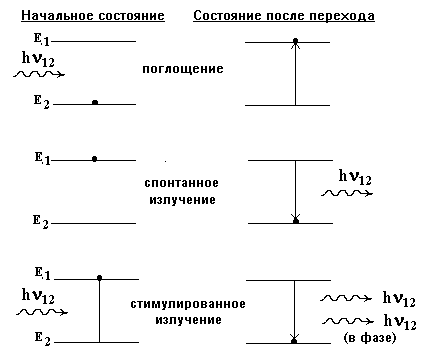 Начальное состояние
Состояние после перехода
E1
hν12
E2
поглощение
E1
E2
спонтанное
излучение
hν12
E1
hν12
E2
стимулированное
излучение
hν12
hν12
(в фазе)